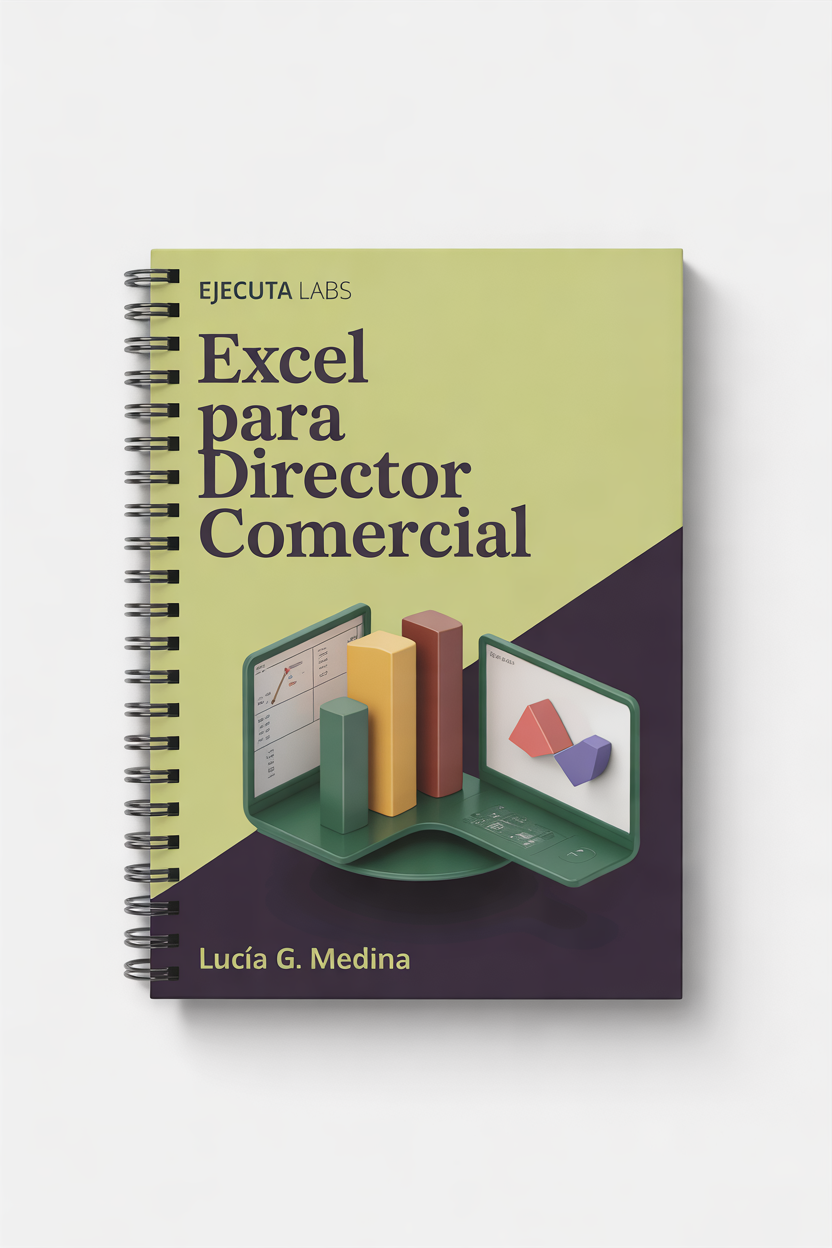 EJECUTA LABS
Excel
para
Director
Comercial
Lucía G. Medina